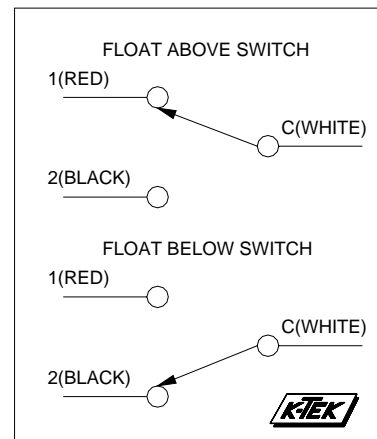 FLOAT ABOVE SWITCH
1(RED)
C(WHITE)
2(BLACK)
FLOAT BELOW SWITCH
1(RED)
C(WHITE)
2(BLACK)
K-TEK